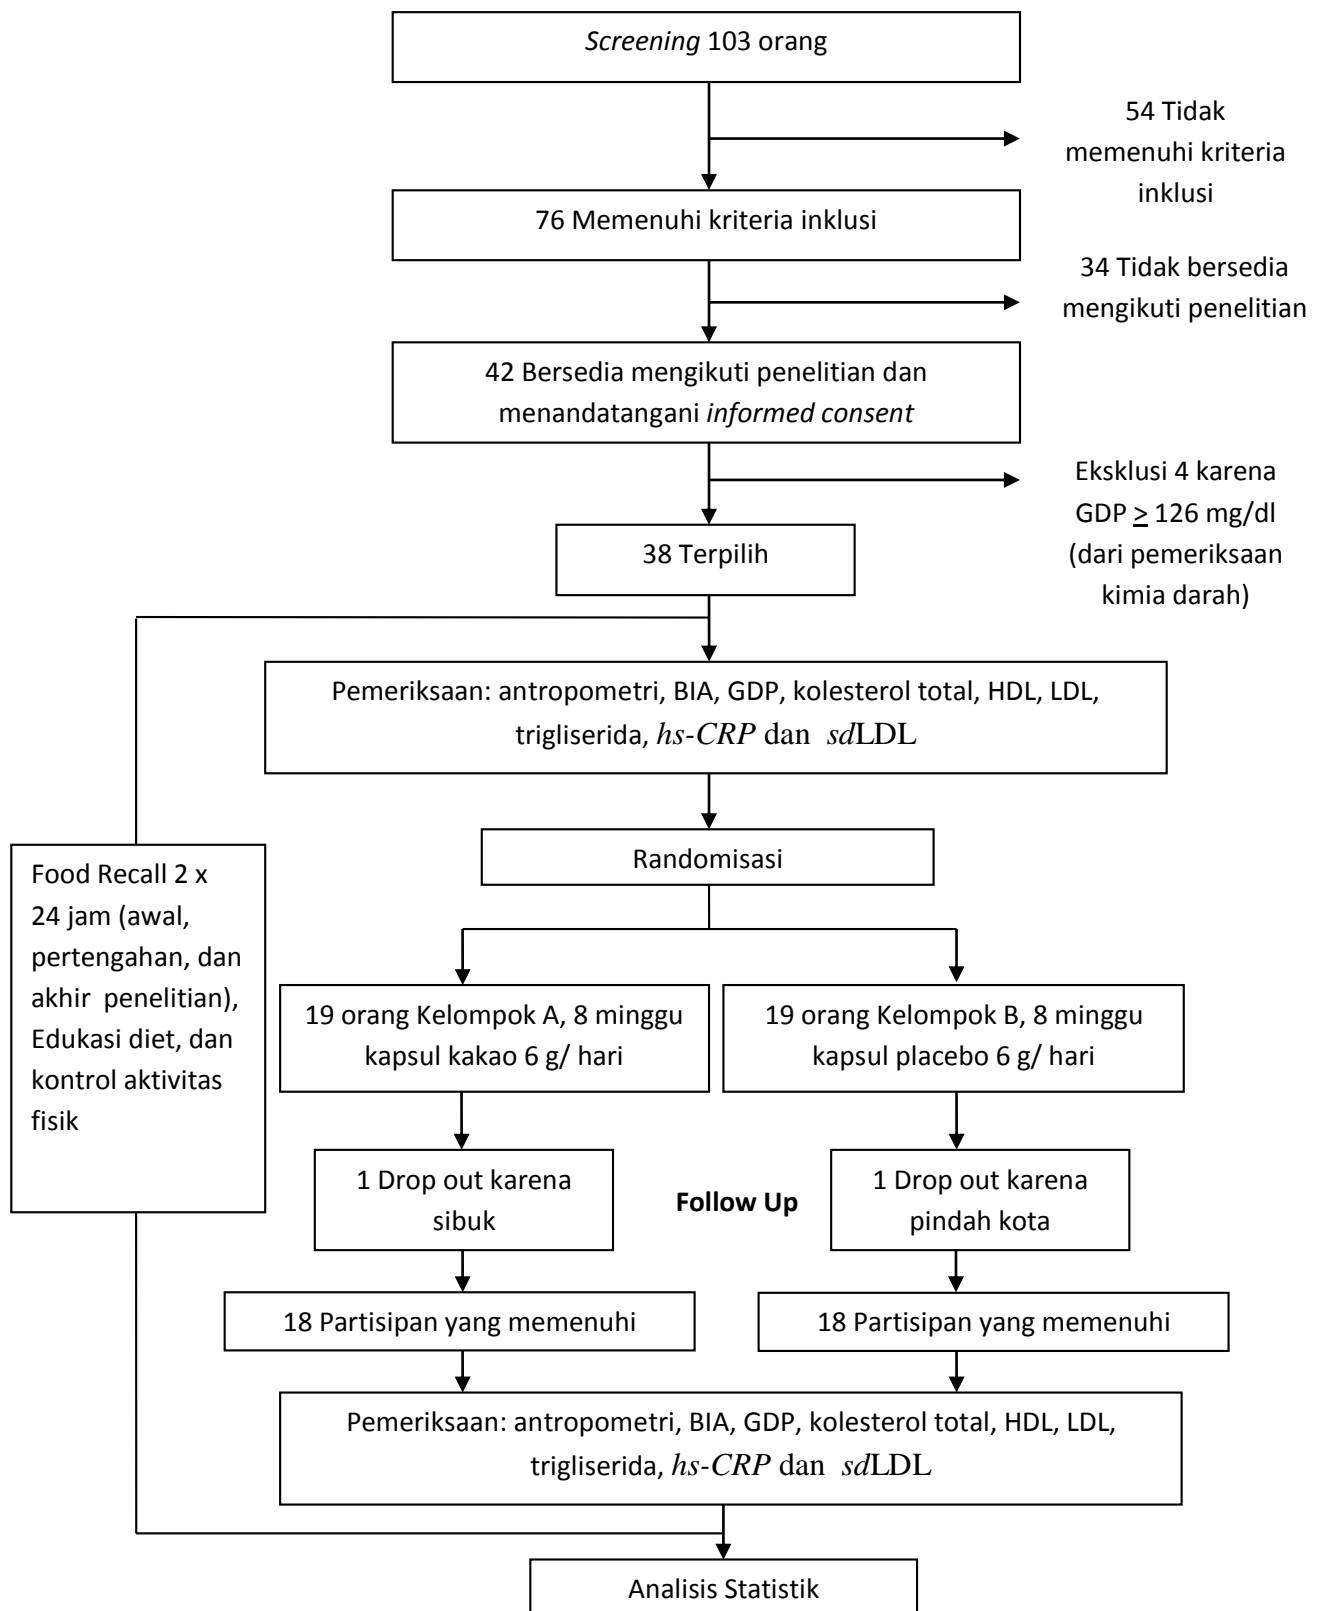 Screening 103 orang
54 Tidak
memenuhi kriteria
inklusi
76 Memenuhi kriteria inklusi
34 Tidak bersedia
mengikuti penelitian
42 Bersedia mengikuti penelitian dan
menandatangani informed consent
Eksklusi 4 karena
GDP ≥ 126 mg/dl
(dari pemeriksaan
kimia darah)
38 Terpilih
Pemeriksaan: antropometri, BIA, GDP, kolesterol total, HDL, LDL,
trigliserida, hs-CRP dan sdLDL
Randomisasi
Food Recall 2 x
24 jam (awal,
pertengahan, dan
akhir penelitian),
Edukasi diet, dan
kontrol aktivitas
fisik
19 orang Kelompok A, 8 minggu
kapsul kakao 6 g/ hari
19 orang Kelompok B, 8 minggu
kapsul placebo 6 g/ hari
1 Drop out karena
sibuk
Follow Up
1 Drop out karena
pindah kota
18 Partisipan yang memenuhi
18 Partisipan yang memenuhi
Pemeriksaan: antropometri, BIA, GDP, kolesterol total, HDL, LDL,
trigliserida, hs-CRP dan sdLDL
Analisis Statistik